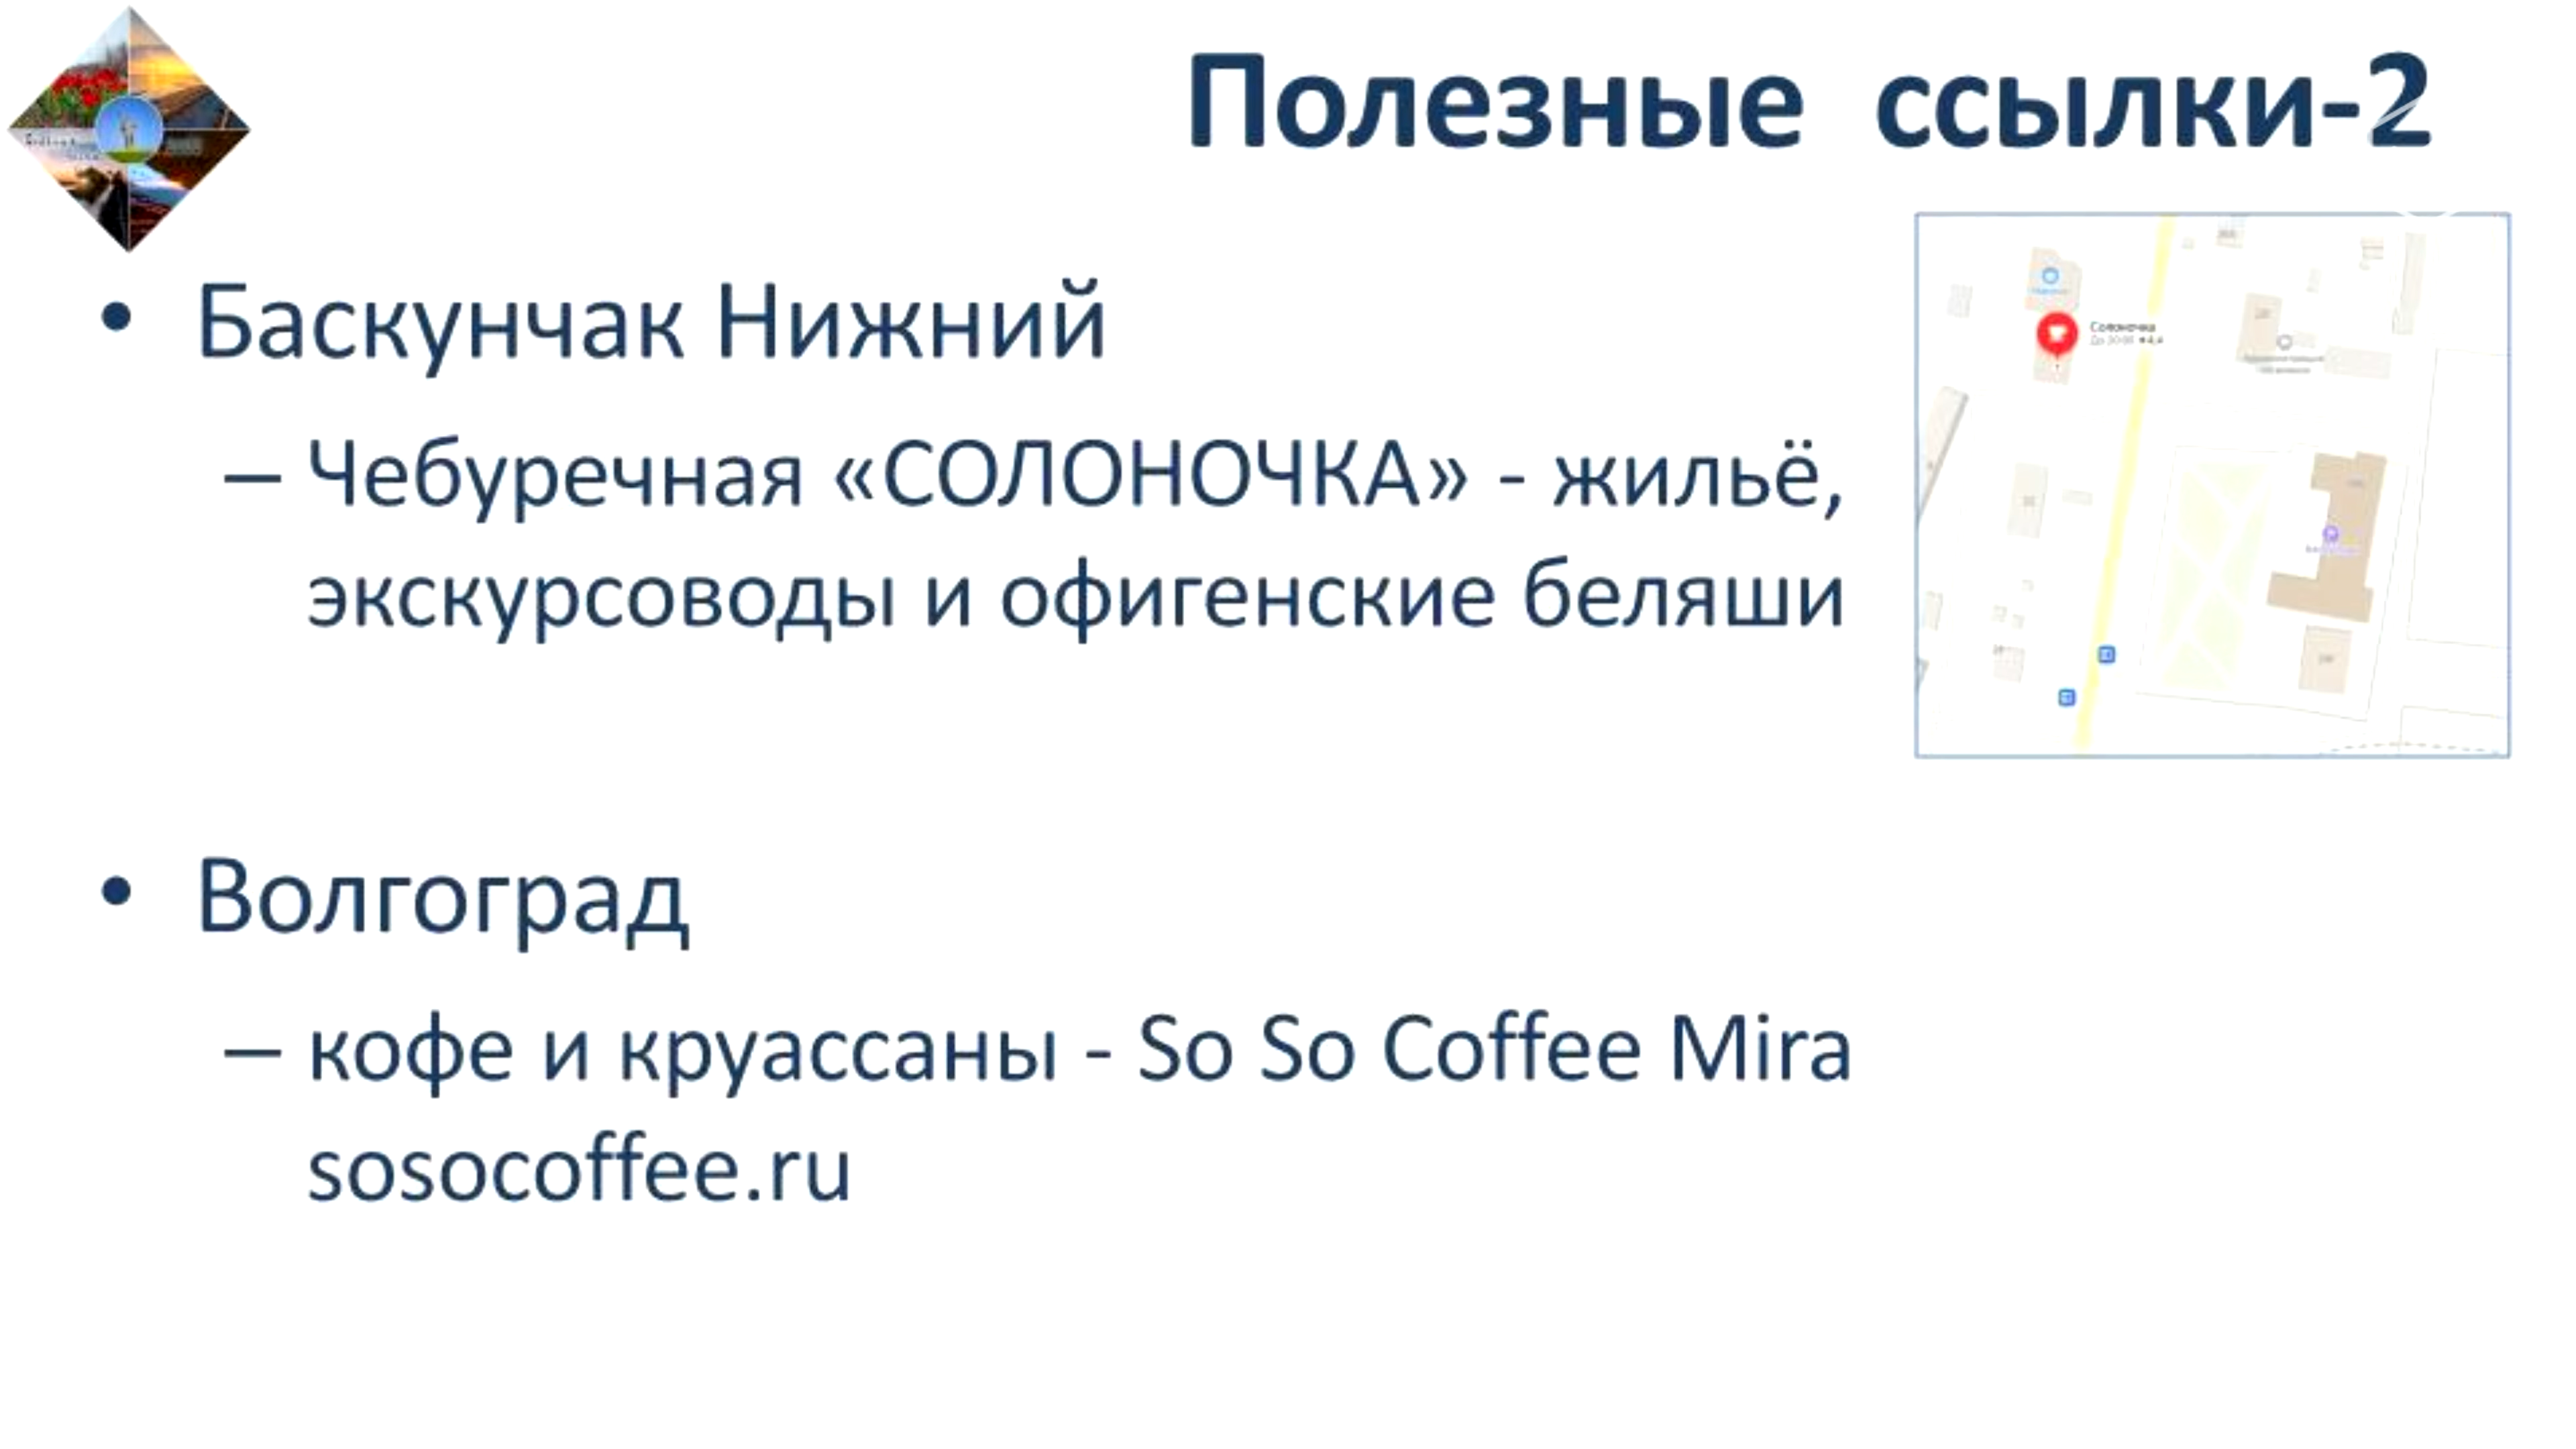 Полезные ссылки-2
• Баскунчак Нижний
– Чебуречная «СОЛОНОЧКА» - жильё,
экскурсоводы и офигенские беляши
Солоночка
• Волгоград
– кофе и круассаны - So So Coffee Mira
sosocoffee.ru